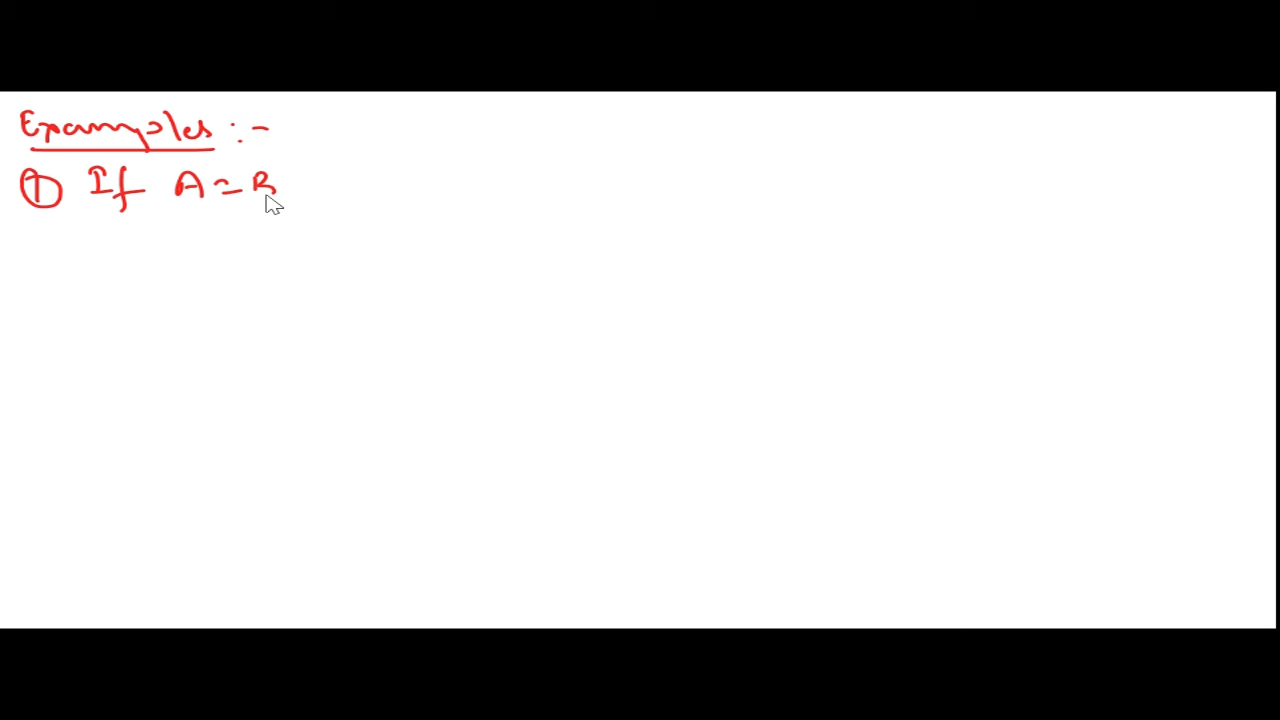 Examples :-
① If A = B